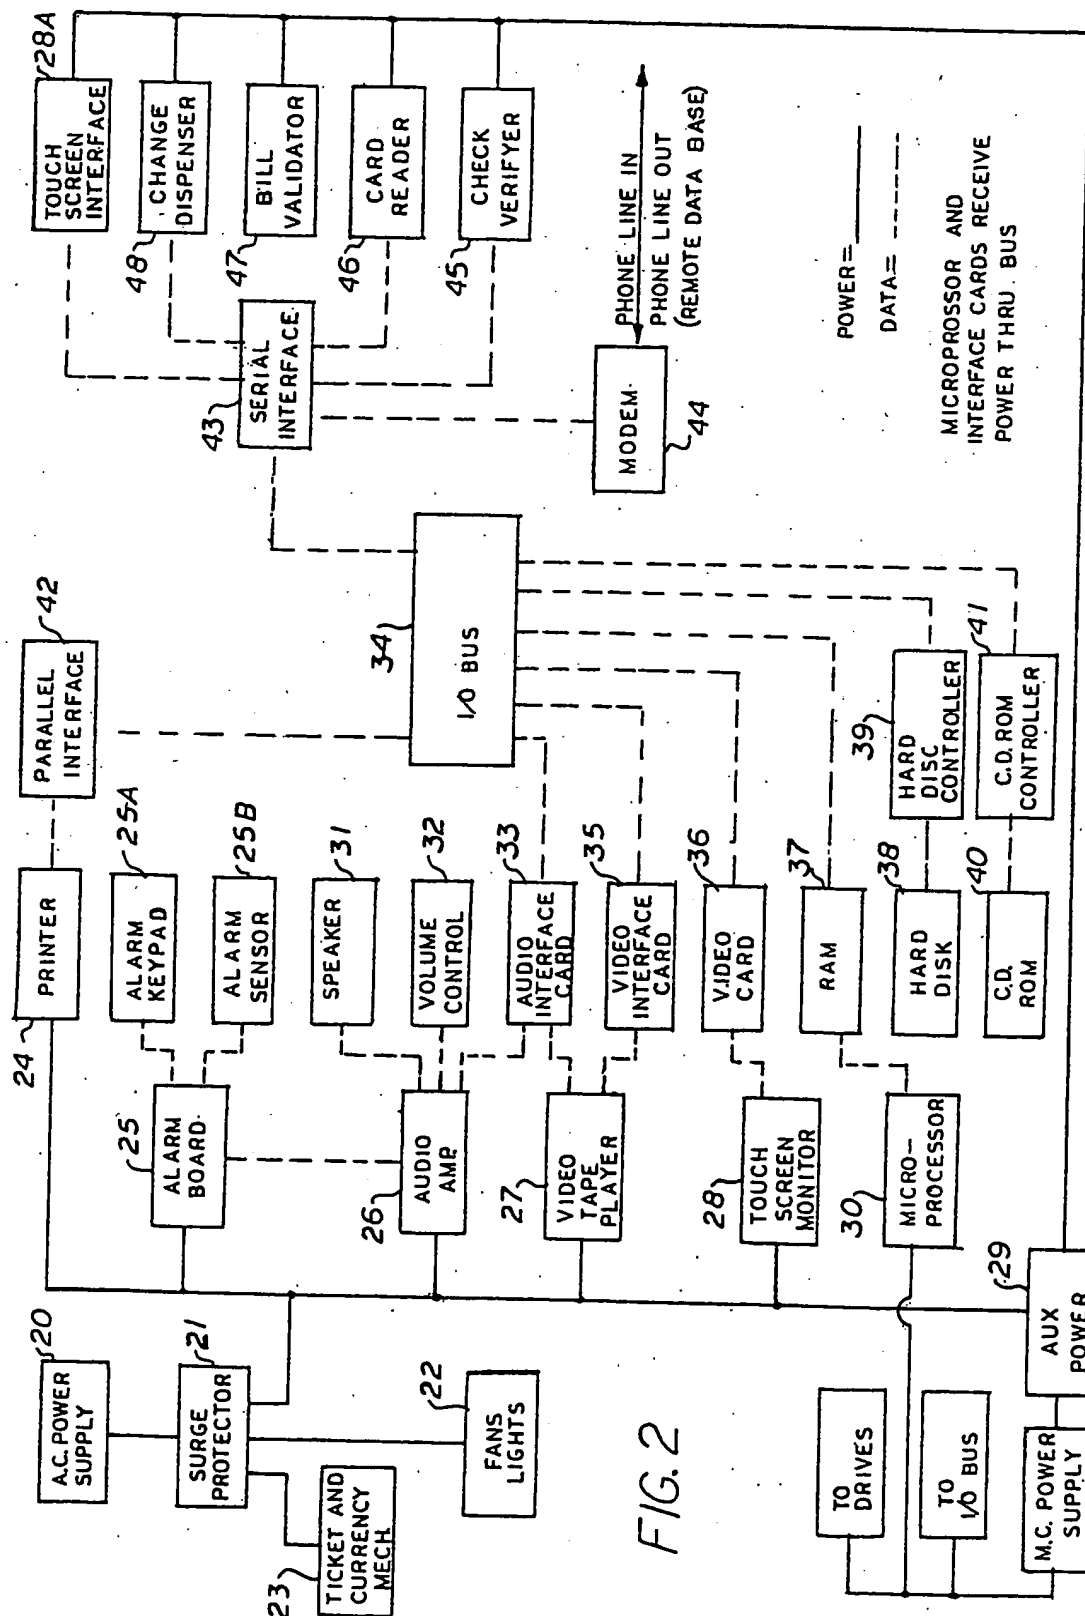 20
A.C. POWER
SUPPLY
21
SURGE
PROTECTOR
23
TICKET AND
CURRENCY
MECH.
22
FANS
LIGHTS
FIG. 2
TO
DRIVES
TO
I/O BUS
M.C. POWER
SUPPLY
29
AUX
POWER
24
PRINTER
42
PARALLEL
INTERFACE
25
ALARM
BOARD
25A
ALARM
KEYPAD
25B
ALARM
SENSOR
26
AUDIO
AMP.
31
SPEAKER
32
VOLUME
CONTROL
33
AUDIO
INTERFACE
CARD
27
VIDEO
TAPE
PLAYER
35
VIDEO
INTERFACE
CARD
28
TOUCH
SCREEN
MONITOR
36
VIDEO
CARD
30
MICRO-
PROCESSOR
37
RAM
38
HARD
DISK
39
HARD
DISC
CONTROLLER
40
C.D.
ROM
41
C.D. ROM
CONTROLLER
34
I/O BUS
43
SERIAL
INTERFACE
28A
TOUCH
SCREEN
INTERFACE
48
CHANGE
DISPENSER
47
BILL
VALIDATOR
46
CARD
READER
45
CHECK
VERIFYER
MODEM
44
PHONE LINE IN
PHONE LINE OUT
(REMOTE DATA BASE)
POWER=
DATA=
MICROPROSSOR AND
INTERFACE CARDS RECEIVE
POWER THRU BUS